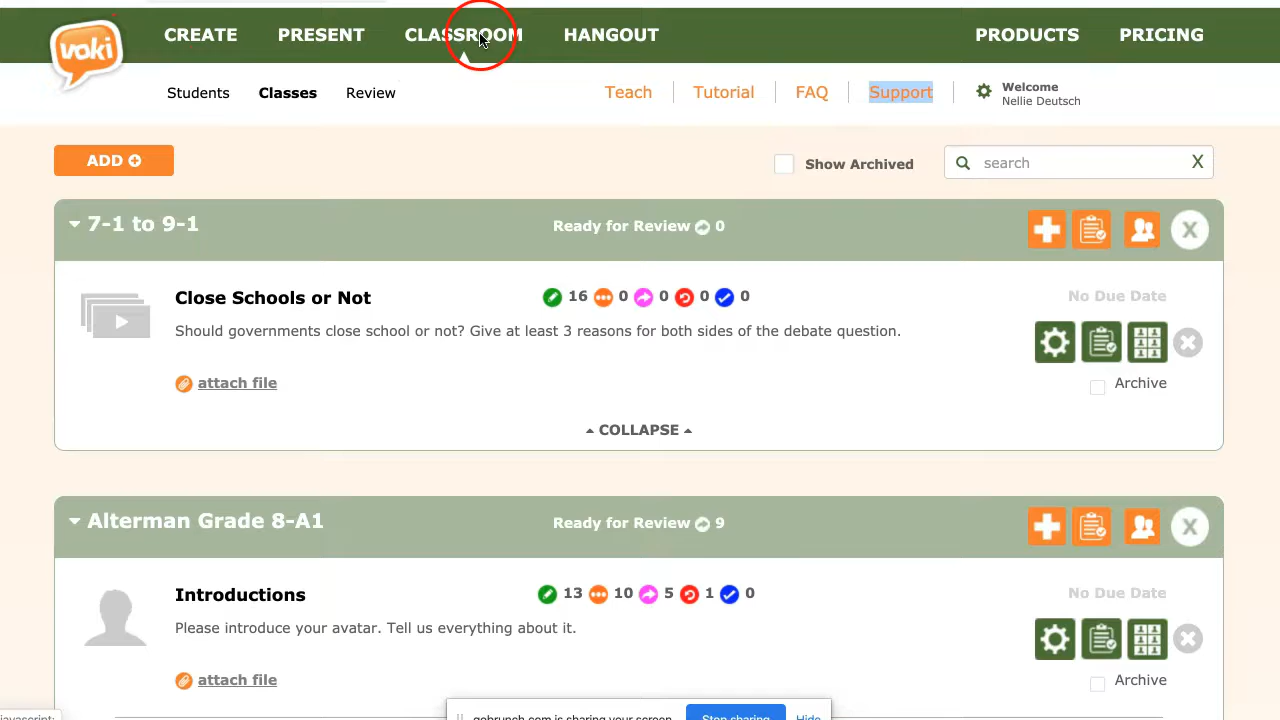 voki
CREATE PRESENT CLASSROOM HANGOUT PRODUCTS PRICING
Students Classes Review Teach Tutorial FAQ Support Welcome
Nellie Deutsch
ADD Show Archived search X
7-1 to 9-1 Ready for Review 0 X
Close Schools or Not 16 0 0 0 0 No Due Date
Should governments close school or not? Give at least 3 reasons for both sides of the debate question.
attach file Archive
COLLAPSE
Alterman Grade 8-A1 Ready for Review 9 X
Introductions 13 10 5 1 0 No Due Date
Please introduce your avatar. Tell us everything about it.
attach file Archive
javascript: gobrunch.com is sharing your screen. Stop sharing Hide